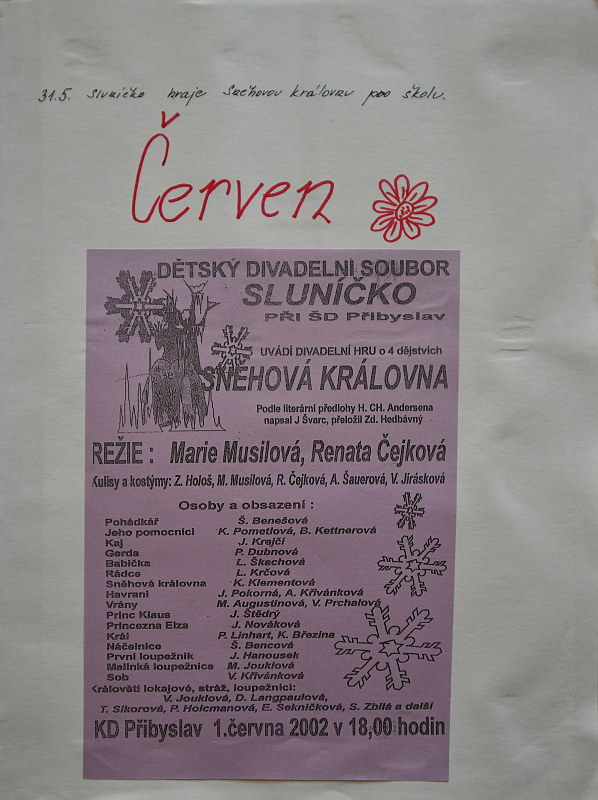 31.5. Sluníčko hraje Sněhovou královnu pro školu.
Červen
DĚTSKÝ DIVADELNÍ SOUBOR
SLUNÍČKO
PŘI ŠD Přibyslav
UVÁDÍ DIVADELNÍ HRU o 4 dějstvích
SNĚHOVÁ KRÁLOVNA
Podle literární předlohy H. CH. Andersena
napsal J Švarc, přeložil Zd. Hedbávný
REŽIE : Marie Musilová, Renata Čejková
Kulisy a kostýmy: Z. Hološ, M. Musilová, R. Čejková, A. Šauerová, V. Jirásková
Osoby a obsazení :
Pohádkář Š. Benešová
Jeho pomocníci K. Pometlová, B. Kettnerová
Kaj J. Krejčí
Gerda P. Dubnová
Babička L. Škachová
Rádce L. Krčová
Sněhová královna K. Klementová
Havrani J. Pokorná, A. Křivánková
Vrány M. Augustinová, V. Prchalová
Princ Klaus J. Štědrý
Princezna Elza J. Nováková
Král P. Linhart, K. Březina
Náčelnice Š. Bencová
První loupežník J. Hanousek
Malinká loupežnice M. Jouklová
Sob V. Křivánková
Královští lokajové, stráž, loupežníci:
V. Jouklová, D. Langpaulová,
T. Sikorová, P. Holcmanová, E. Sekničková, S. Zbilá a další
KD Přibyslav 1.června 2002 v 18,00 hodin